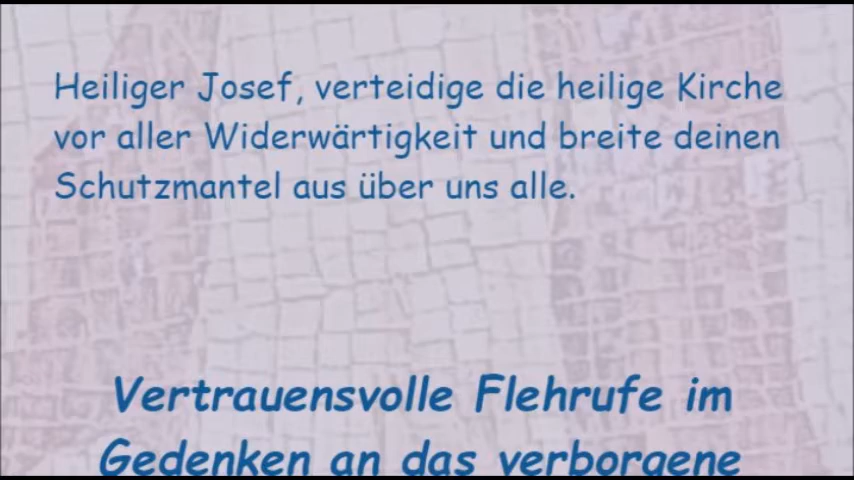 Heiliger Josef, verteidige die heilige Kirche
vor aller Widerwärtigkeit und breite deinen
Schutzmantel aus über uns alle.
Vertrauensvolle Flehrufe im
Gedenken an das verborgene